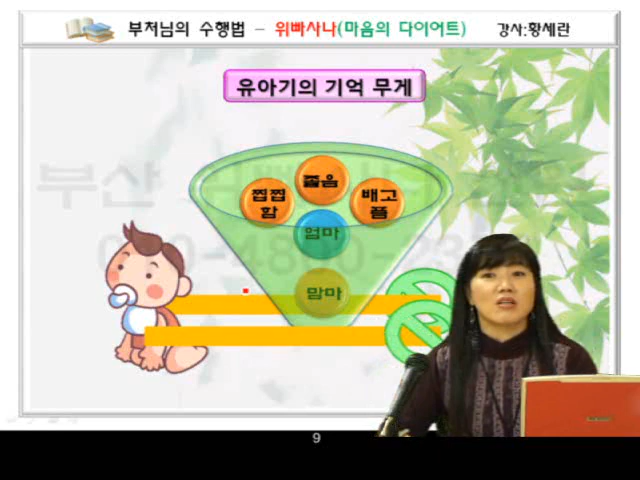 부처님의 수행법 – 위빠사나(마음의 다이어트) 강사:황세란
유아기의 기억 무게
찝찝
함
졸음
배고
픔
엄마
맘마
부산
9